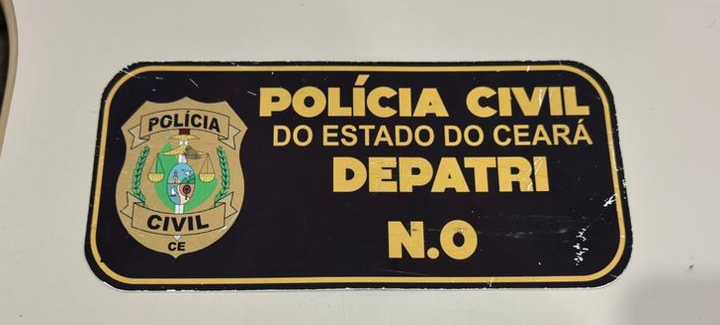 POLÍCIA
CIVIL
CE
POLÍCIA CIVIL
DO ESTADO DO CEARÁ
DEPATRI
N.O